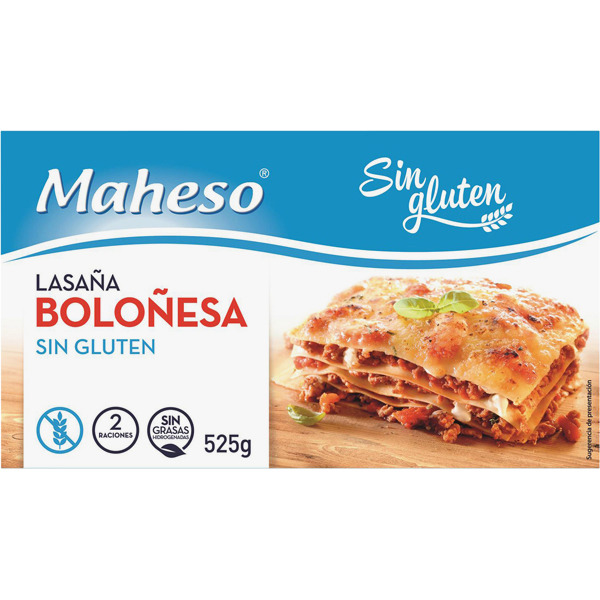 Maheso®
Sin
gluten
LASAÑA
BOLOÑESA
SIN GLUTEN
2
RACIONES
SIN
GRASAS
HIDROGENADAS
525g
Sugerencia de presentación